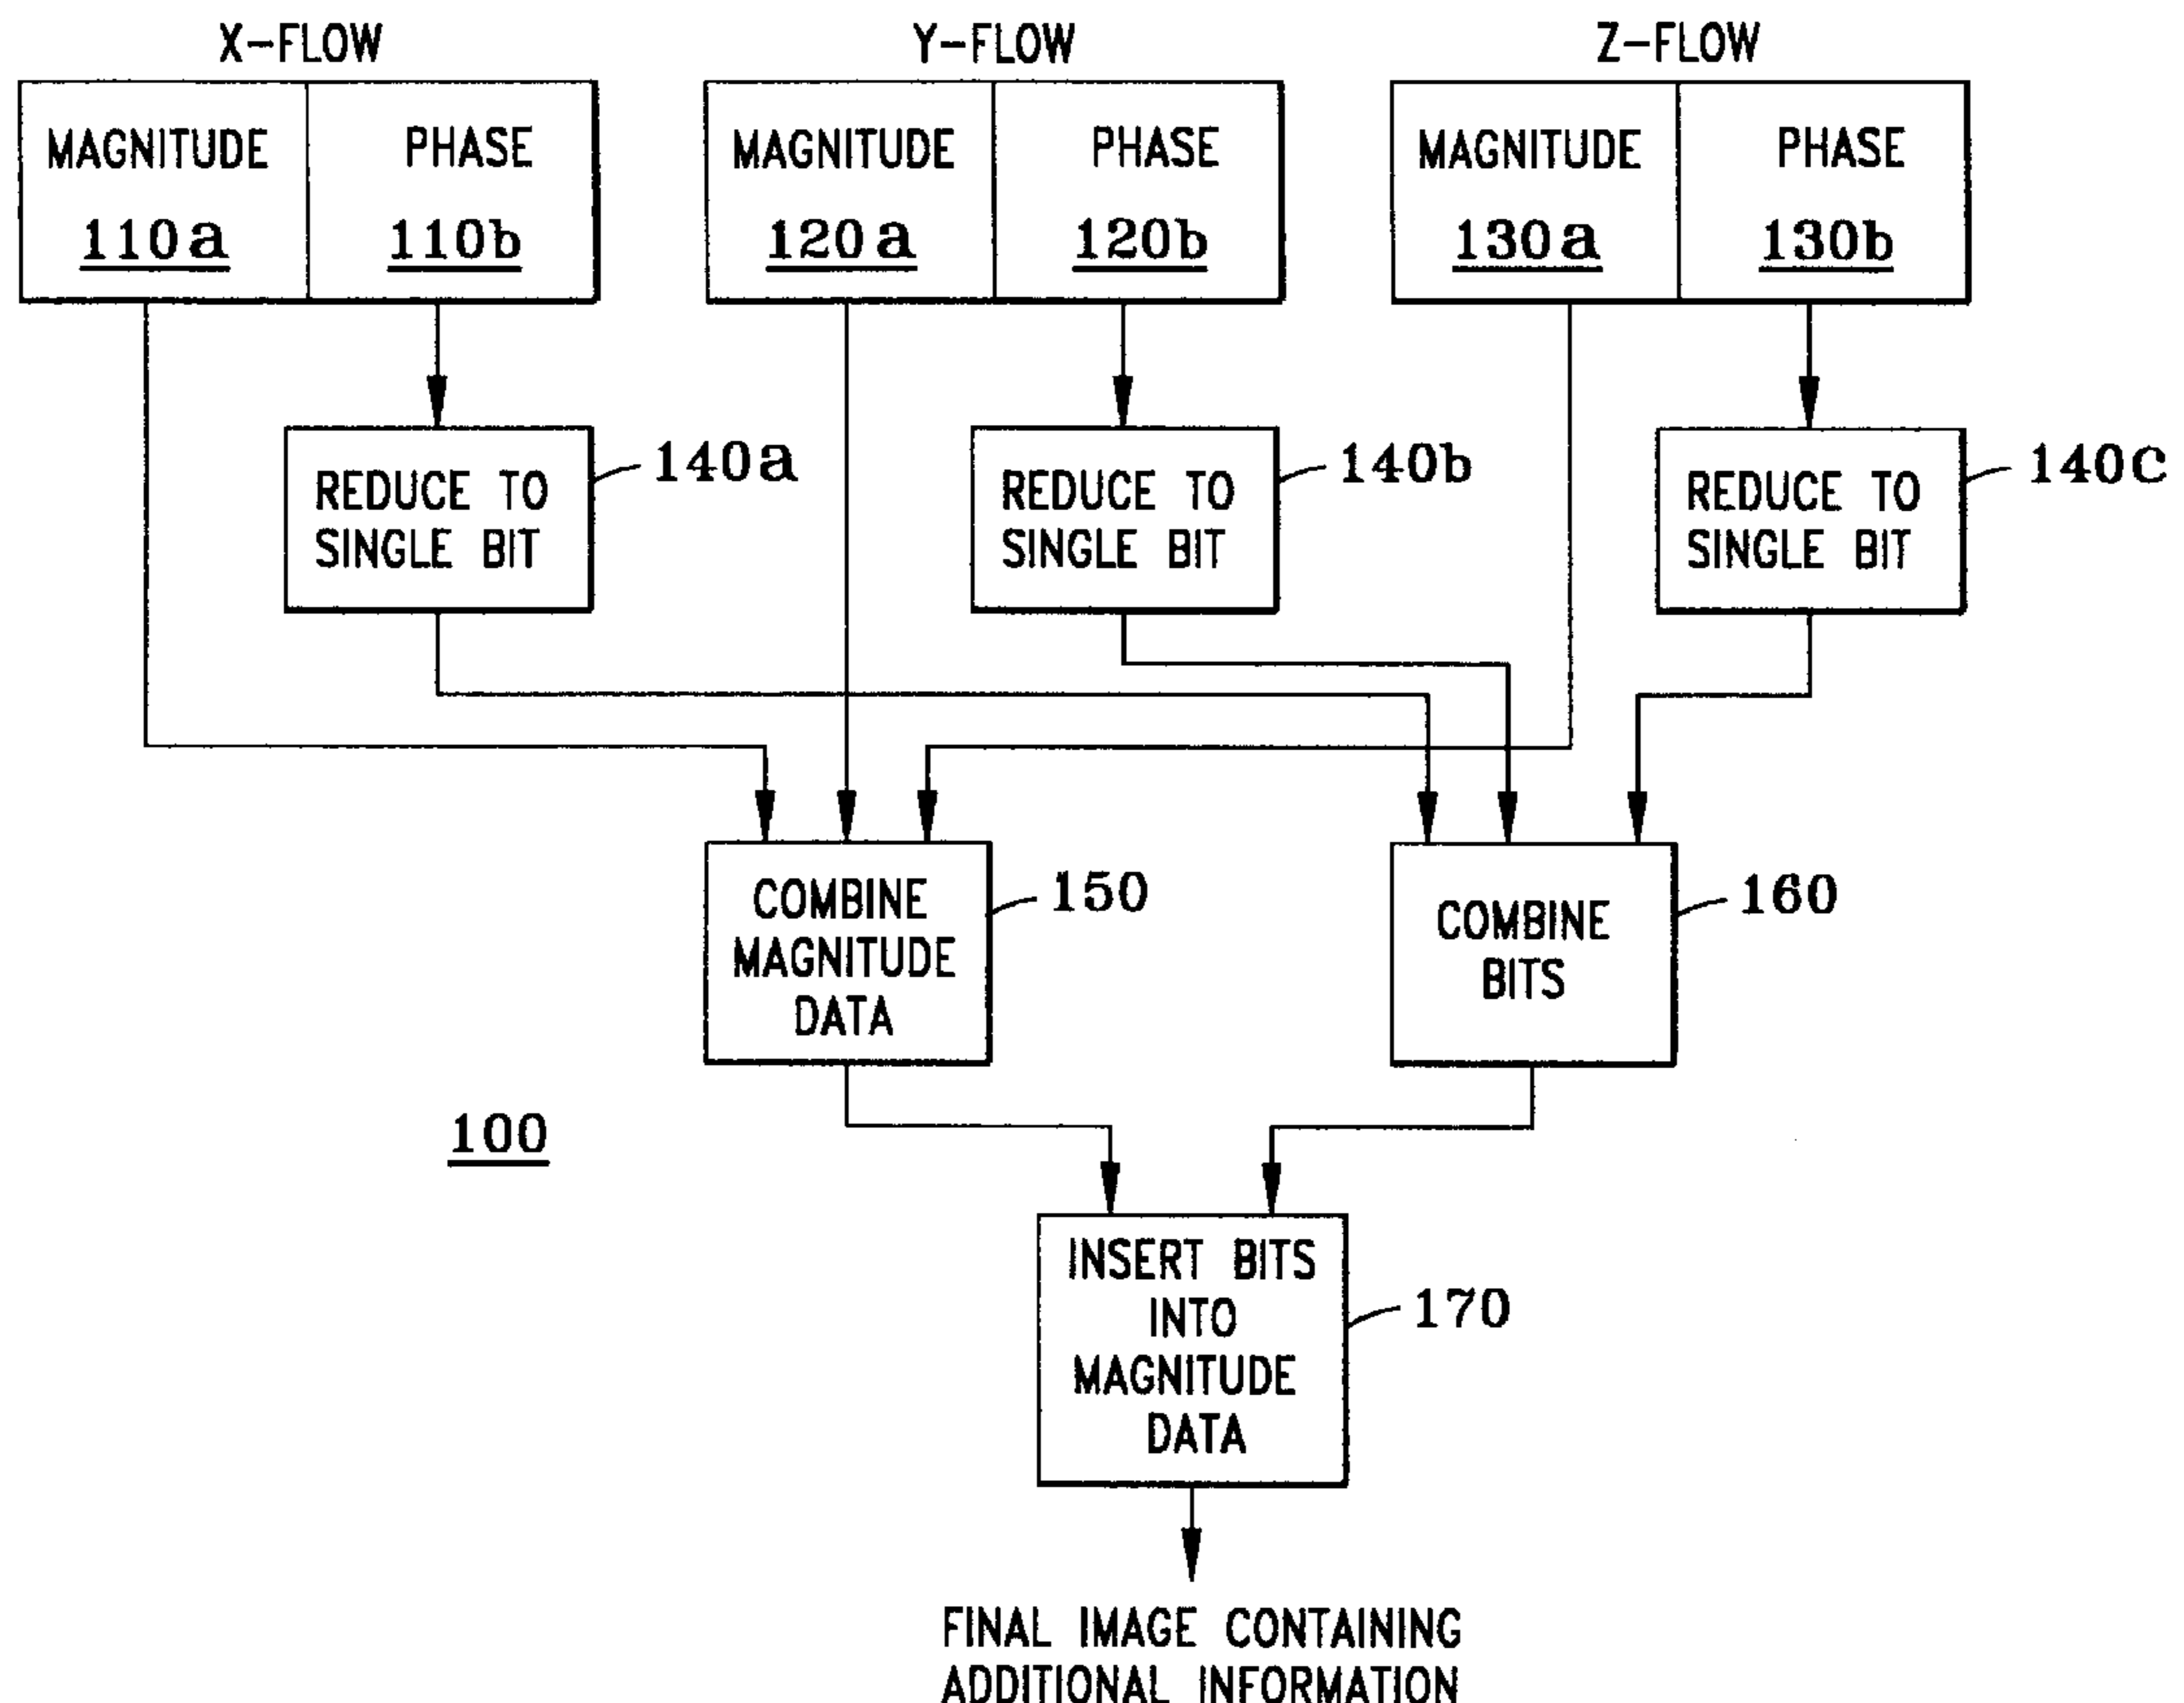 X-FLOW
MAGNITUDE
110a
PHASE
110b
Y-FLOW
MAGNITUDE
120a
PHASE
120b
Z-FLOW
MAGNITUDE
130a
PHASE
130b
REDUCE TO
SINGLE BIT
140a
REDUCE TO
SINGLE BIT
140b
REDUCE TO
SINGLE BIT
140C
COMBINE
MAGNITUDE
DATA
150
COMBINE
BITS
160
100
INSERT BITS
INTO
MAGNITUDE
DATA
170
FINAL IMAGE CONTAINING
ADDITIONAL INFORMATION